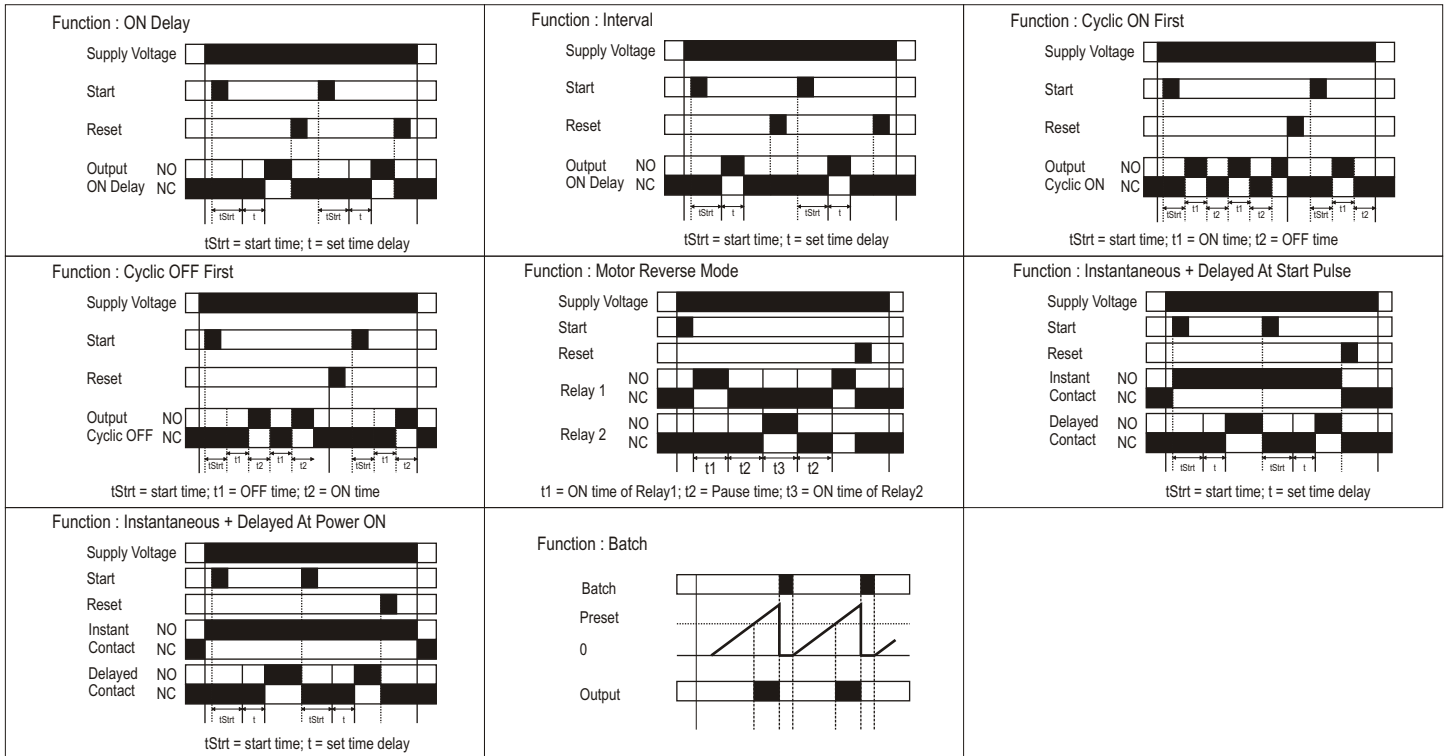 Function : ON Delay
Supply Voltage
Start
Reset
Output NO
ON Delay NC
tStrt t tStrt t
tStrt = start time; t = set time delay
Function : Interval
Supply Voltage
Start
Reset
Output NO
ON Delay NC
tStrt t tStrt t
tStrt = start time; t = set time delay
Function : Cyclic ON First
Supply Voltage
Start
Reset
Output NO
Cyclic ON NC
tStrt t1 t2 t1 t2 tStrt t1 t2
tStrt = start time; t1 = ON time; t2 = OFF time
Function : Cyclic OFF First
Supply Voltage
Start
Reset
Output NO
Cyclic OFF NC
tStrt t1 t2 t1 t2 tStrt t1 t2
tStrt = start time; t1 = OFF time; t2 = ON time
Function : Motor Reverse Mode
Supply Voltage
Start
Reset
Relay 1 NO
NC
Relay 2 NO
NC
t1 t2 t3 t2
t1 = ON time of Relay1; t2 = Pause time; t3 = ON time of Relay2
Function : Instantaneous + Delayed At Start Pulse
Supply Voltage
Start
Reset
Instant NO
Contact NC
Delayed NO
Contact NC
tStrt t tStrt t
tStrt = start time; t = set time delay
Function : Instantaneous + Delayed At Power ON
Supply Voltage
Start
Reset
Instant NO
Contact NC
Delayed NO
Contact NC
tStrt t tStrt t
tStrt = start time; t = set time delay
Function : Batch
Batch
Preset
0
Output